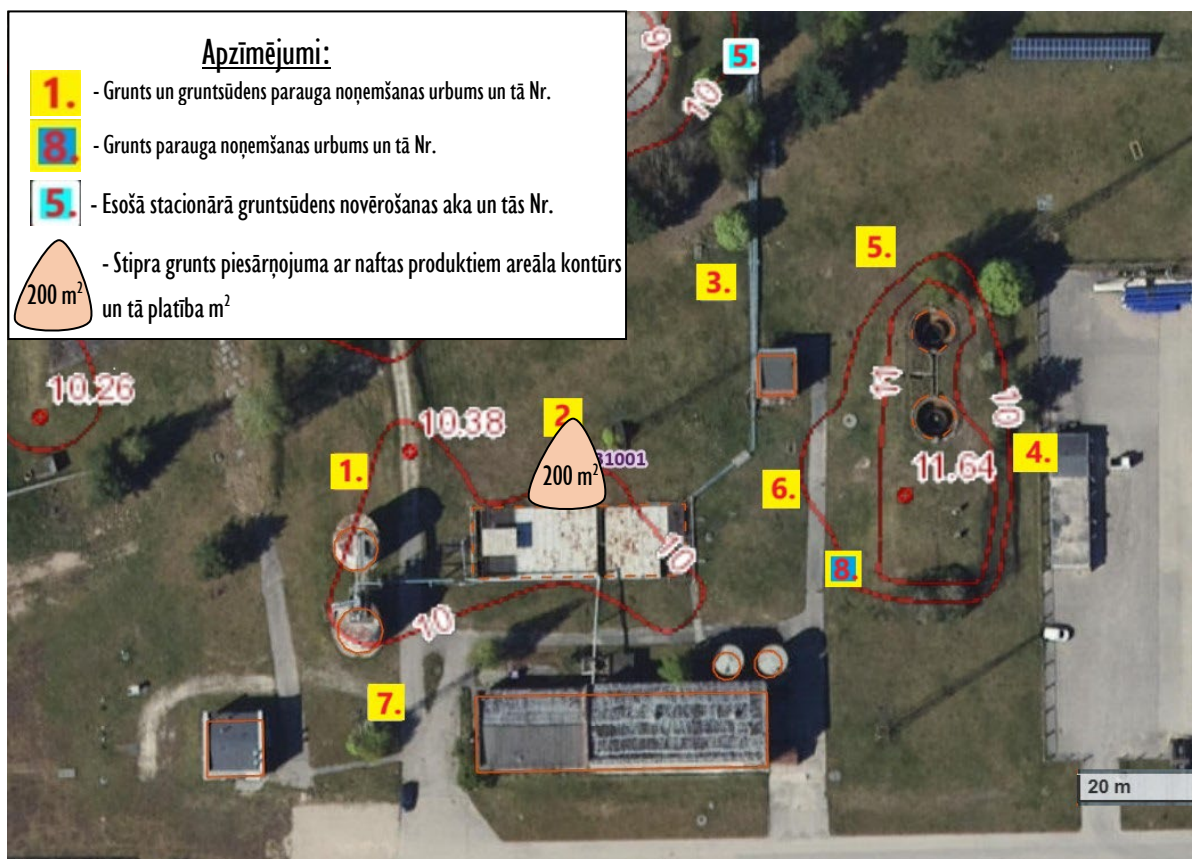 Apzīmējumi:
1. - Grunts un gruntsūdens parauga noņemšanas urbums un tā Nr.
8. - Grunts parauga noņemšanas urbums un tā Nr.
5. - Esošā stacionārā gruntsūdens novērošanas aka un tās Nr.
200 m² - Stipra grunts piesārņojuma ar naftas produktiem areāla kontūrs
un tā platība m²
9
5.
10
5.
3.
10.26
10.38
2
1.
200 m²
31001
11
10
11.64
4.
6.
10
8.
10
7.
20 m